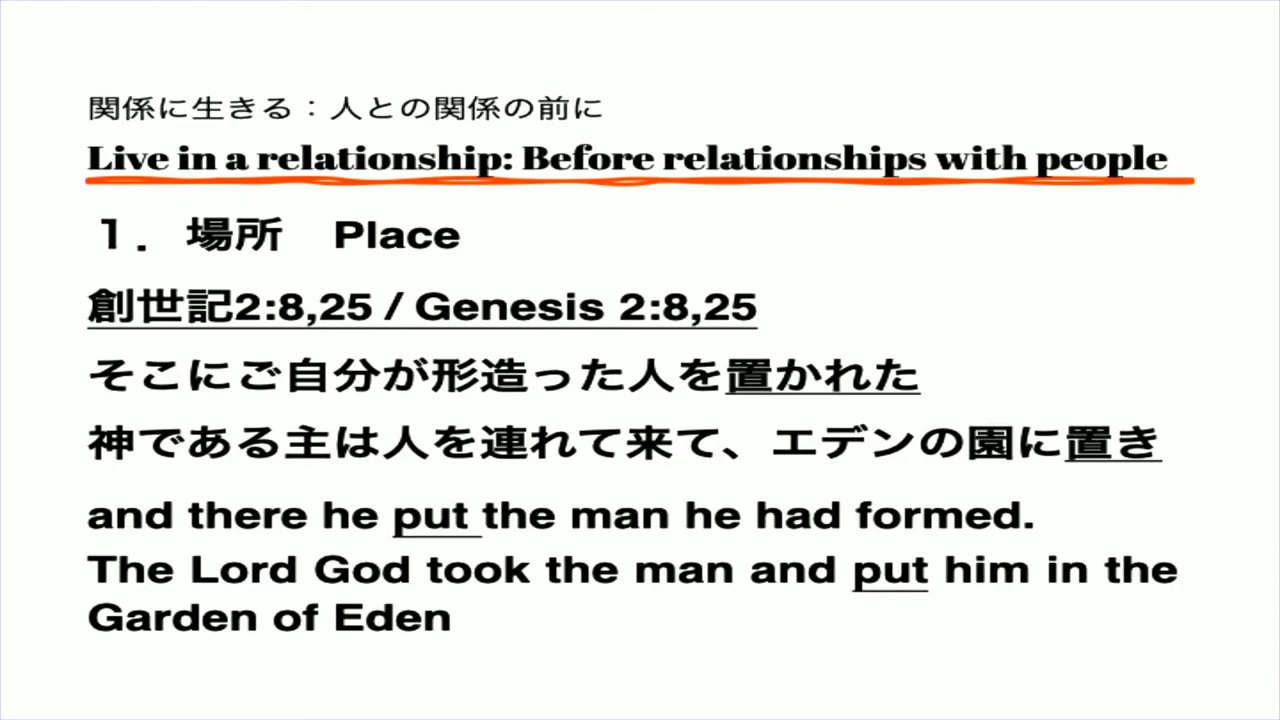 関係に生きる：人との関係の前に
Live in a relationship: Before relationships with people
１．場所　Place
創世記2:8,25 / Genesis 2:8,25
そこにご自分が形造った人を置かれた
神である主は人を連れて来て、エデンの園に置き
and there he put the man he had formed.
The Lord God took the man and put him in the
Garden of Eden